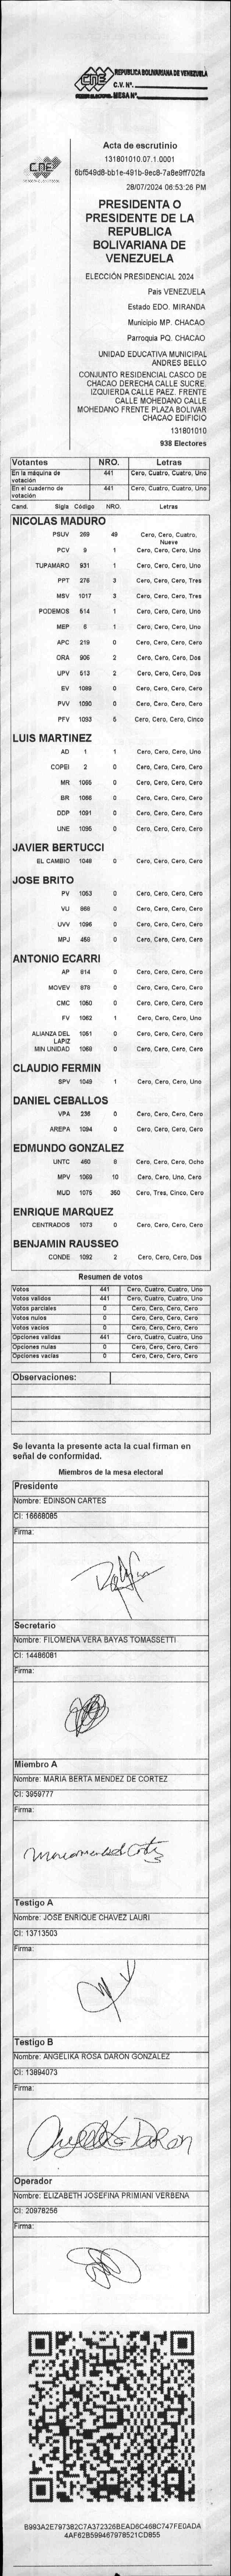 REPUBLICA BOLIVARIANA DE VENEZUELA
CNE
C.V. N°.
PODER ELECTORAL MESA N°.
CNE
Acta de escrutinio
131801010.07.1.0001
6bf549d8-bb1e-491b-9ec8-7a8e9ff702fa
28/07/2024 06:53:26 PM
PRESIDENTA O
PRESIDENTE DE LA
REPUBLICA
BOLIVARIANA DE
VENEZUELA
ELECCIÓN PRESIDENCIAL 2024
Pais VENEZUELA
Estado EDO. MIRANDA
Municipio MP. CHACAO
Parroquia PQ. CHACAO
UNIDAD EDUCATIVA MUNICIPAL
ANDRES BELLO
CONJUNTO RESIDENCIAL CASCO DE
CHACAO DERECHA CALLE SUCRE.
IZQUIERDA CALLE PAEZ. FRENTE
CALLE MOHEDANO CALLE
MOHEDANO FRENTE PLAZA BOLIVAR
CHACAO EDIFICIO
131801010
938 Electores
Votantes NRO. Letras
En la máquina de votación 441 Cero, Cuatro, Cuatro, Uno
En el cuaderno de votación 441 Cero, Cuatro, Cuatro, Uno
Cand. Sigla Código NRO. Letras
NICOLAS MADURO
PSUV 269 49 Cero, Cero, Cuatro, Nueve
PCV 9 1 Cero, Cero, Cero, Uno
TUPAMARO 931 1 Cero, Cero, Cero, Uno
PPT 276 3 Cero, Cero, Cero, Tres
MSV 1017 3 Cero, Cero, Cero, Tres
PODEMOS 514 1 Cero, Cero, Cero, Uno
MEP 6 1 Cero, Cero, Cero, Uno
APC 219 0 Cero, Cero, Cero, Cero
ORA 906 2 Cero, Cero, Cero, Dos
UPV 513 2 Cero, Cero, Cero, Dos
EV 1089 0 Cero, Cero, Cero, Cero
PVV 1090 0 Cero, Cero, Cero, Cero
PFV 1093 5 Cero, Cero, Cero, Cinco
LUIS MARTINEZ
AD 1 1 Cero, Cero, Cero, Uno
COPEI 2 0 Cero, Cero, Cero, Cero
MR 1065 0 Cero, Cero, Cero, Cero
BR 1066 0 Cero, Cero, Cero, Cero
DDP 1091 0 Cero, Cero, Cero, Cero
UNE 1095 0 Cero, Cero, Cero, Cero
JAVIER BERTUCCI
EL CAMBIO 1048 0 Cero, Cero, Cero, Cero
JOSE BRITO
PV 1053 0 Cero, Cero, Cero, Cero
VU 868 0 Cero, Cero, Cero, Cero
UVV 1096 0 Cero, Cero, Cero, Cero
MPJ 458 0 Cero, Cero, Cero, Cero
ANTONIO ECARRI
AP 814 0 Cero, Cero, Cero, Cero
MOVEV 878 0 Cero, Cero, Cero, Cero
CMC 1050 0 Cero, Cero, Cero, Cero
FV 1062 1 Cero, Cero, Cero, Uno
ALIANZA DEL LAPIZ 1051 0 Cero, Cero, Cero, Cero
MIN UNIDAD 1068 0 Cero, Cero, Cero, Cero
CLAUDIO FERMIN
SPV 1049 1 Cero, Cero, Cero, Uno
DANIEL CEBALLOS
VPA 236 0 Cero, Cero, Cero, Cero
AREPA 1094 0 Cero, Cero, Cero, Cero
EDMUNDO GONZALEZ
UNTC 460 8 Cero, Cero, Cero, Ocho
MPV 1069 10 Cero, Cero, Uno, Cero
MUD 1075 350 Cero, Tres, Cinco, Cero
ENRIQUE MARQUEZ
CENTRADOS 1073 0 Cero, Cero, Cero, Cero
BENJAMIN RAUSSEO
CONDE 1092 2 Cero, Cero, Cero, Dos
Resumen de votos
Votos 441 Cero, Cuatro, Cuatro, Uno
Votos validos 441 Cero, Cuatro, Cuatro, Uno
Votos parciales 0 Cero, Cero, Cero, Cero
Votos nulos 0 Cero, Cero, Cero, Cero
Votos vacios 0 Cero, Cero, Cero, Cero
Opciones validas 441 Cero, Cuatro, Cuatro, Uno
Opciones nulas 0 Cero, Cero, Cero, Cero
Opciones vacias 0 Cero, Cero, Cero, Cero
Observaciones:
Se levanta la presente acta la cual firman en
señal de conformidad.
Miembros de la mesa electoral
Presidente
Nombre: EDINSON CARTES
CI: 16668085
Firma:
Secretario
Nombre: FILOMENA VERA BAYAS TOMASSETTI
CI: 14486081
Firma:
Miembro A
Nombre: MARIA BERTA MENDEZ DE CORTEZ
CI: 3959777
Firma:
Testigo A
Nombre: JOSE ENRIQUE CHAVEZ LAURI
CI: 13713503
Firma:
Testigo B
Nombre: ANGELIKA ROSA DARON GONZALEZ
CI: 13894073
Firma:
Operador
Nombre: ELIZABETH JOSEFINA PRIMIANI VERBENA
CI: 20978256
Firma:
B993A2E797382C7A372326BEAD6C468C747FE0ADA
4AF62B599467978521CD855